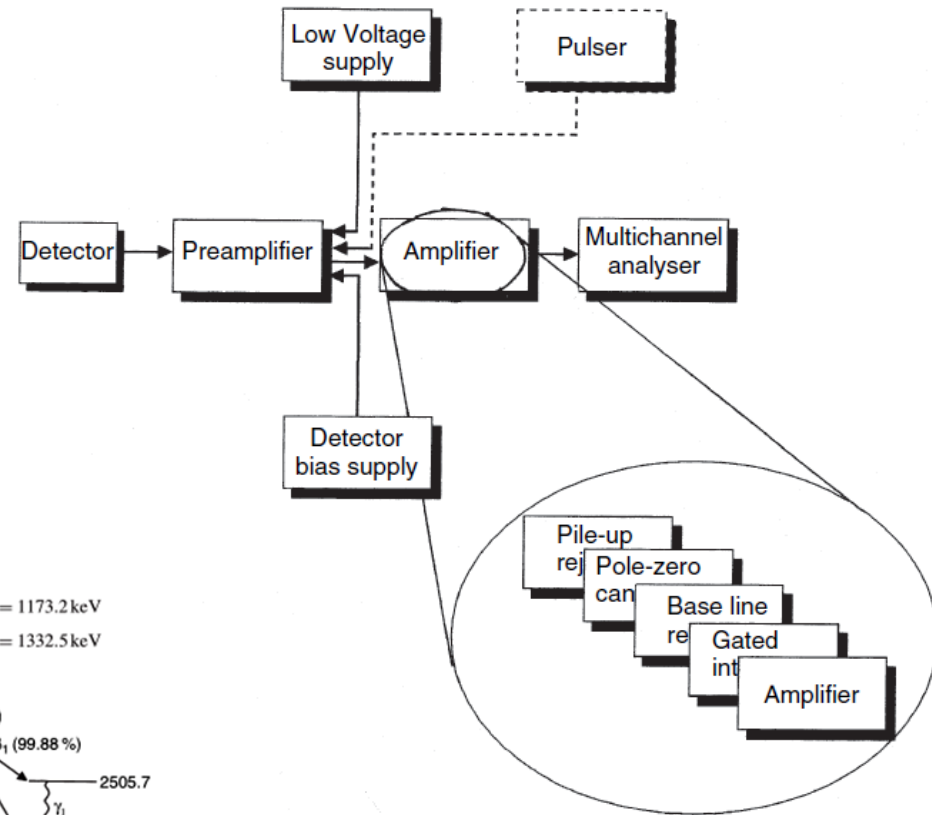 Low Voltage
supply
Pulser
Detector
Preamplifier
Amplifier
Multichannel
analyser
Detector
bias supply
Pile-up
rej
Pole-zero
can
Base line
re
Gated
int
Amplifier
= 1173.2 keV
= 1332.5 keV
)
₁ (99.88 %)
2505.7
γ₁